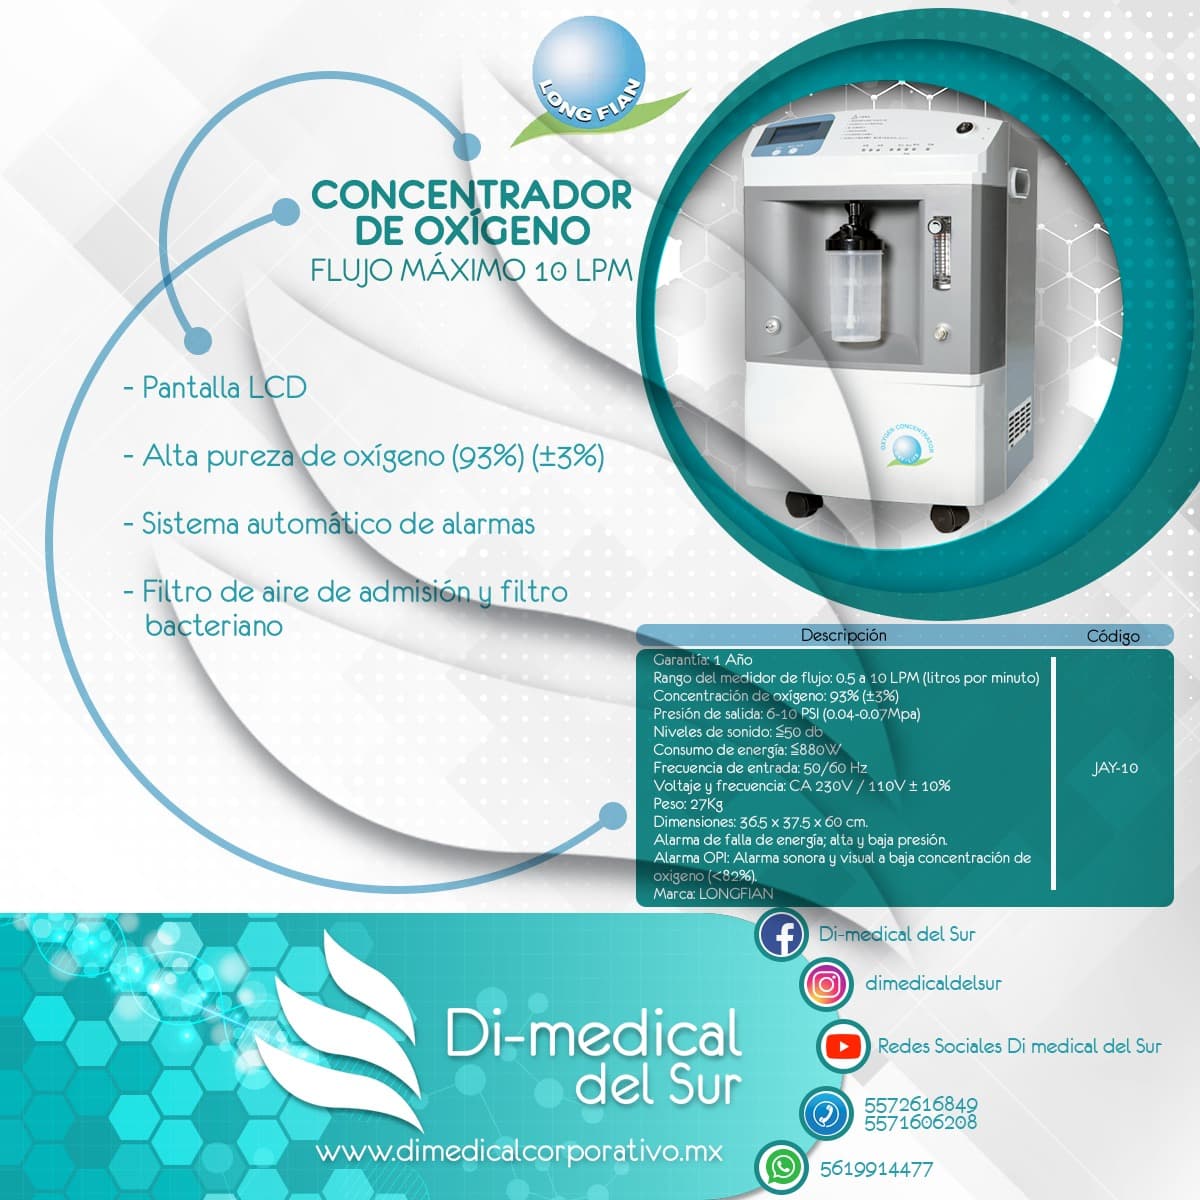 LONG FIAN
CONCENTRADOR
DE OXÍGENO
FLUJO MÁXIMO 10 LPM
- Pantalla LCD
- Alta pureza de oxígeno (93%) (±3%)
- Sistema automático de alarmas
- Filtro de aire de admisión y filtro
bacteriano
OXYGEN CONCENTRATOR
Descripción Código
Garantía: 1 Año
Rango del medidor de flujo: 0.5 a 10 LPM (litros por minuto)
Concentración de oxígeno: 93% (±3%)
Presión de salida: 6-10 PSI (0.04-0.07Mpa)
Niveles de sonido: ≦50 db
Consumo de energía: ≦880W
Frecuencia de entrada: 50/60 Hz
Voltaje y frecuencia: CA 230V / 110V ± 10%
Peso: 27Kg
Dimensiones: 36.5 x 37.5 x 60 cm.
Alarma de falla de energía; alta y baja presión.
Alarma OPI: Alarma sonora y visual a baja concentración de
oxígeno (<82%).
Marca: LONGFIAN
JAY-10
Di-medical del Sur
dimedicaldelsur
Redes Sociales Di medical del Sur
5572616849
5571606208
5619914477
Di-medical
del Sur
www.dimedicalcorporativo.mx